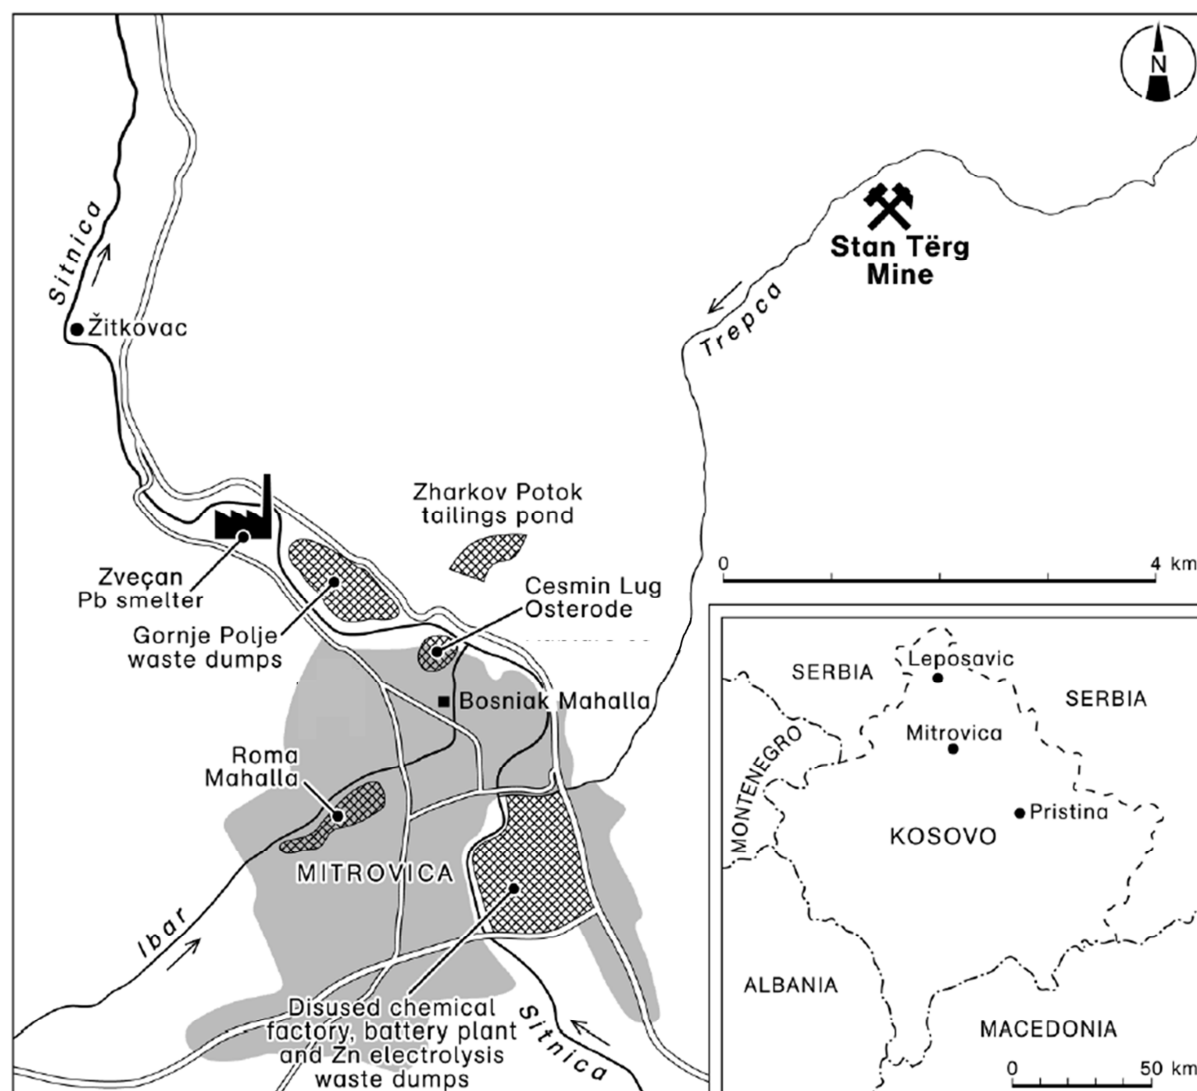 N
Sitnica
Stan Tërg
Mine
Trepca
Žitkovac
Zharkov Potok
tailings pond
0
4 km
Zveçan
Pb smelter
Cesmin Lug
Osterode
Gornje Polje
waste dumps
Bosniak Mahalla
Roma
Mahalla
MITROVICA
Ibar
Disused chemical
factory, battery plant
and Zn electrolysis
waste dumps
Sitnica
SERBIA
Leposavic
SERBIA
Mitrovica
MONTENEGRO
Pristina
KOSOVO
ALBANIA
MACEDONIA
0
50 km